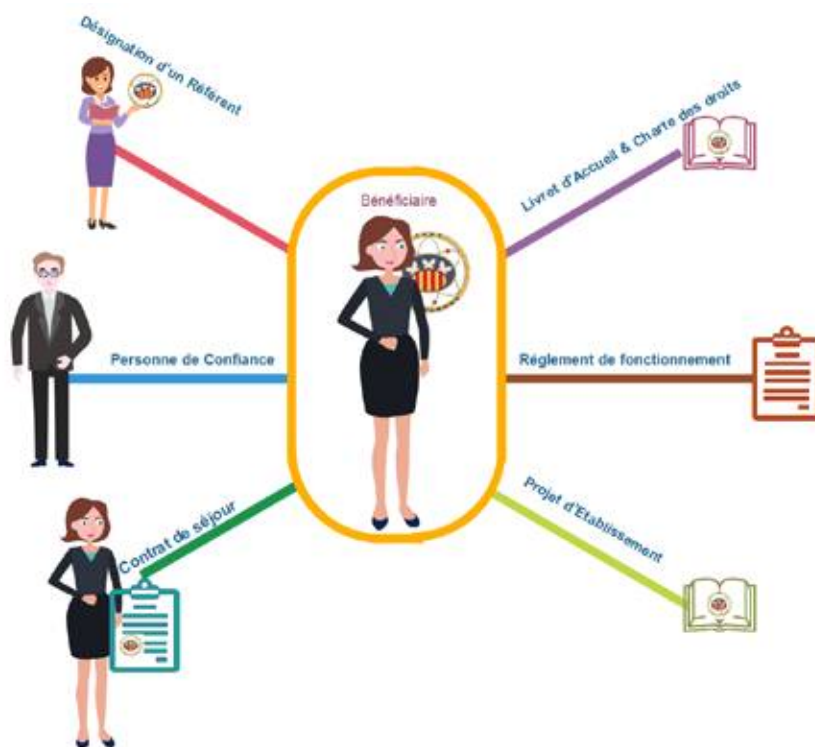 Désignation d'un Référent
Livret d'Accueil & Charte des droits
Bénéficiaire
Personne de Confiance
Réglement de fonctionnement
Contrat de séjour
Projet d'Etablissement